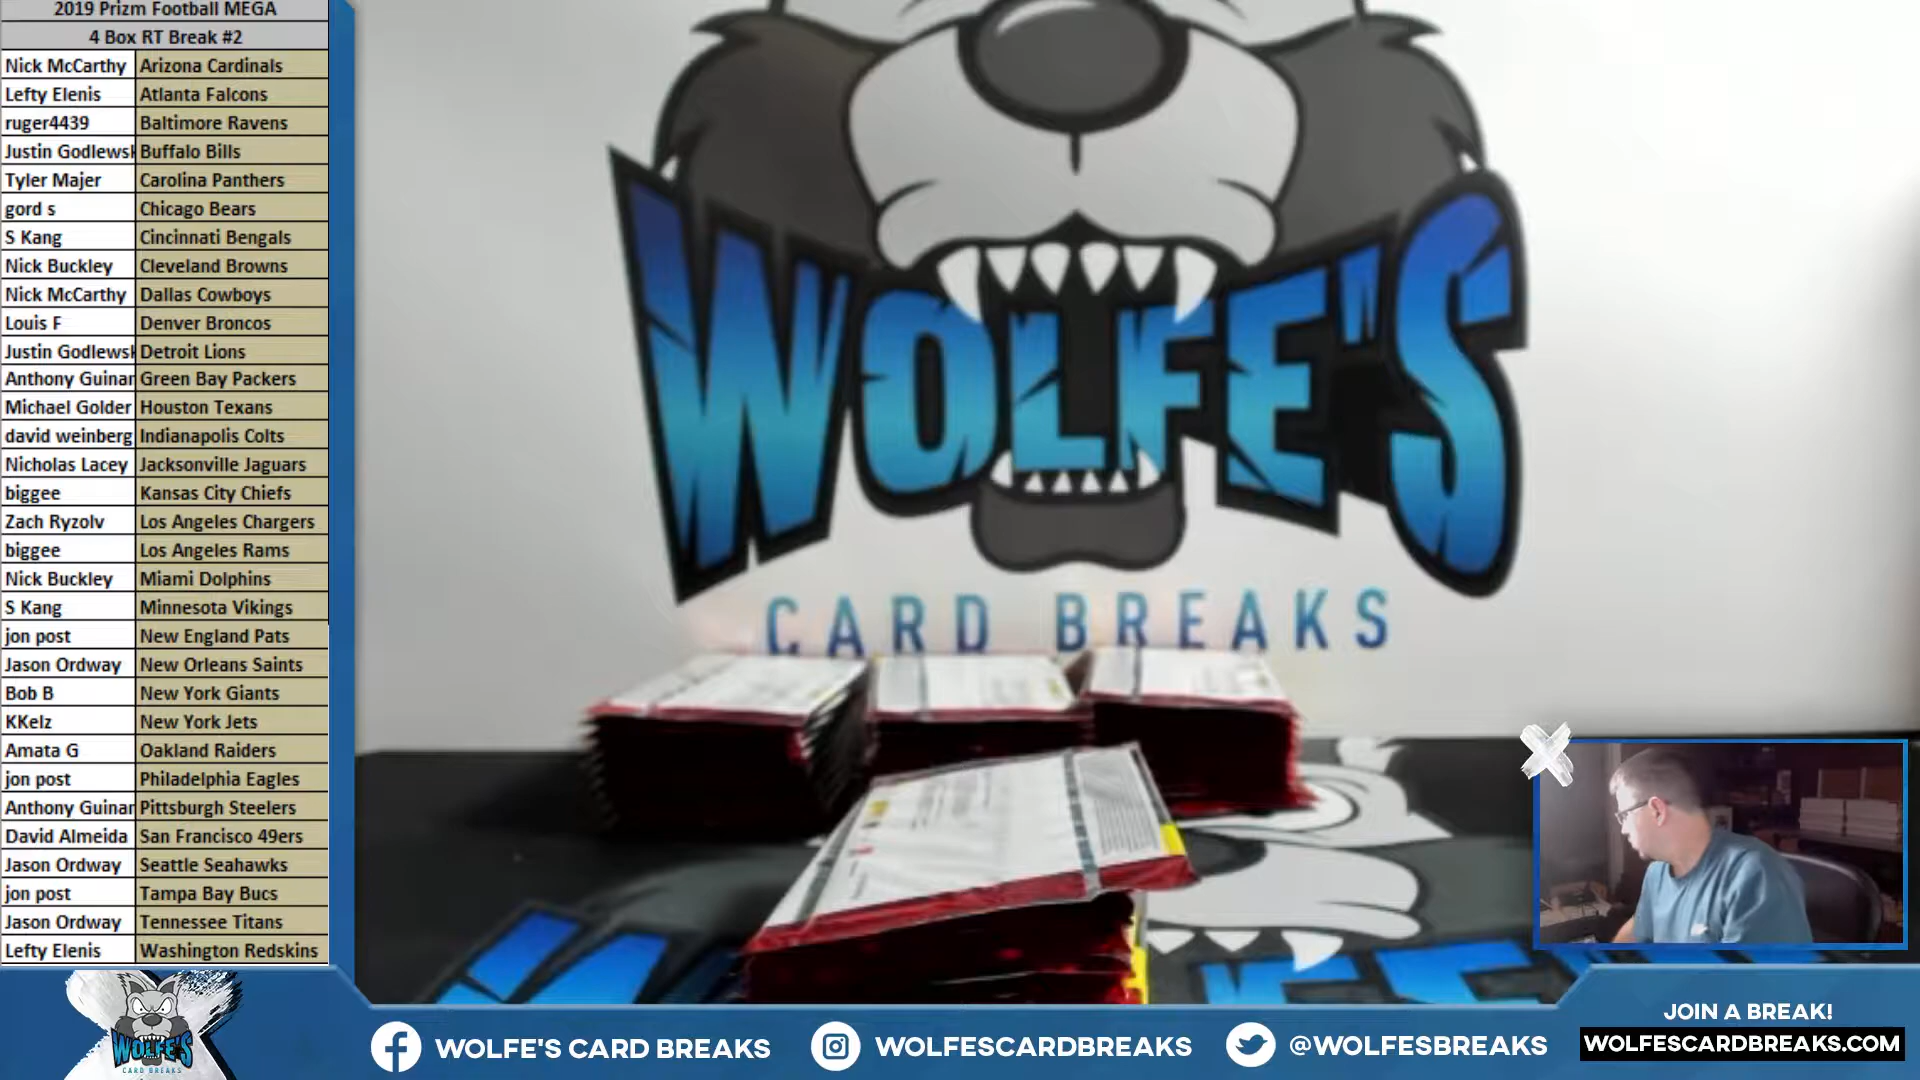 2019 Prizm Football MEGA
4 Box RT Break #2
Nick McCarthy Arizona Cardinals
Lefty Elenis Atlanta Falcons
ruger4439 Baltimore Ravens
Justin Godlewsk Buffalo Bills
Tyler Majer Carolina Panthers
gord s Chicago Bears
S Kang Cincinnati Bengals
Nick Buckley Cleveland Browns
Nick McCarthy Dallas Cowboys
Louis F Denver Broncos
Justin Godlewsk Detroit Lions
Anthony Guinan Green Bay Packers
Michael Golder Houston Texans
david weinberg Indianapolis Colts
Nicholas Lacey Jacksonville Jaguars
biggee Kansas City Chiefs
Zach Ryzolv Los Angeles Chargers
biggee Los Angeles Rams
Nick Buckley Miami Dolphins
S Kang Minnesota Vikings
jon post New England Pats
Jason Ordway New Orleans Saints
Bob B New York Giants
KKelz New York Jets
Amata G Oakland Raiders
jon post Philadelphia Eagles
Anthony Guinan Pittsburgh Steelers
David Almeida San Francisco 49ers
Jason Ordway Seattle Seahawks
jon post Tampa Bay Bucs
Jason Ordway Tennessee Titans
Lefty Elenis Washington Redskins
WOLFE'S
CARD BREAKS
WOLFE'S
CARD BREAKS
WOLFE'S CARD BREAKS
WOLFESCARDBREAKS
@WOLFESBREAKS
JOIN A BREAK!
WOLFESCARDBREAKS.COM